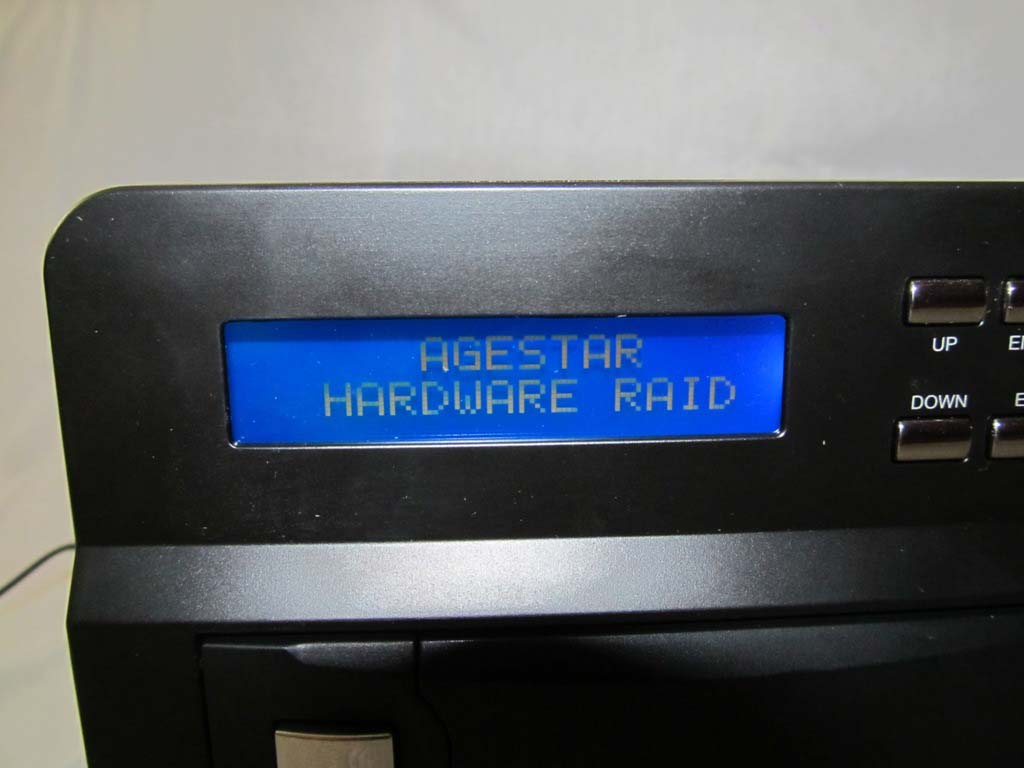 AGESTAR
HARDWARE RAID
UP
DOWN